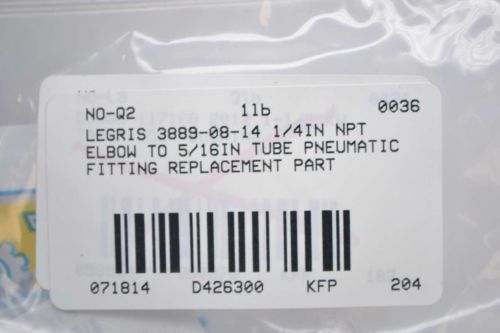 NO-Q2 1lb 0036
LEGRIS 3889-08-14 1/4IN NPT
ELBOW TO 5/16IN TUBE PNEUMATIC
FITTING REPLACEMENT PART
071814 D426300 KFP 204